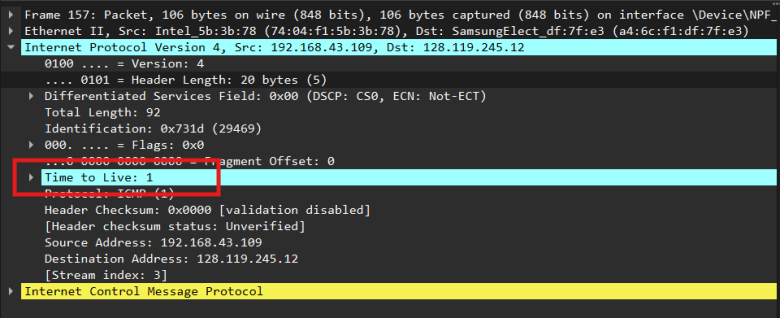 Frame 157: Packet, 106 bytes on wire (848 bits), 106 bytes captured (848 bits) on interface \Device\NPF_
Ethernet II, Src: Intel_5b:3b:78 (74:04:f1:5b:3b:78), Dst: SamsungElect_df:7f:e3 (a4:6c:f1:df:7f:e3)
Internet Protocol Version 4, Src: 192.168.43.109, Dst: 128.119.245.12
0100 .... = Version: 4
.... 0101 = Header Length: 20 bytes (5)
Differentiated Services Field: 0x00 (DSCP: CS0, ECN: Not-ECT)
Total Length: 92
Identification: 0x731d (29469)
000. .... = Flags: 0x0
...0 0000 0000 0000 = Fragment Offset: 0
Time to Live: 1
Protocol: ICMP (1)
Header Checksum: 0x0000 [validation disabled]
[Header checksum status: Unverified]
Source Address: 192.168.43.109
Destination Address: 128.119.245.12
[Stream index: 3]
Internet Control Message Protocol